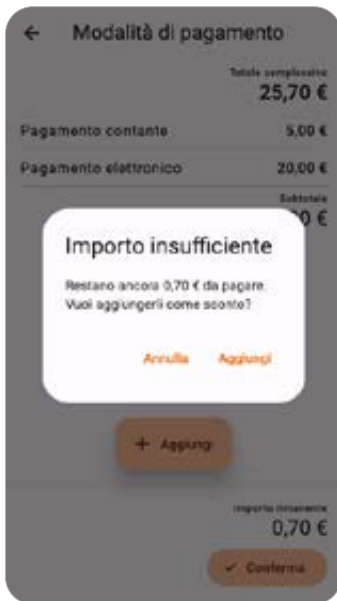 ← Modalità di pagamento
Totale complessivo
25,70 €
Pagamento contante 5,00 €
Pagamento elettronico 20,00 €
Subtotale
0 €
Importo insufficiente
Restano ancora 0,70 € da pagare.
Vuoi aggiungerli come sconto?
Annulla Aggiungi
+ Aggiungi
Importo rimanente
0,70 €
✓ Conferma